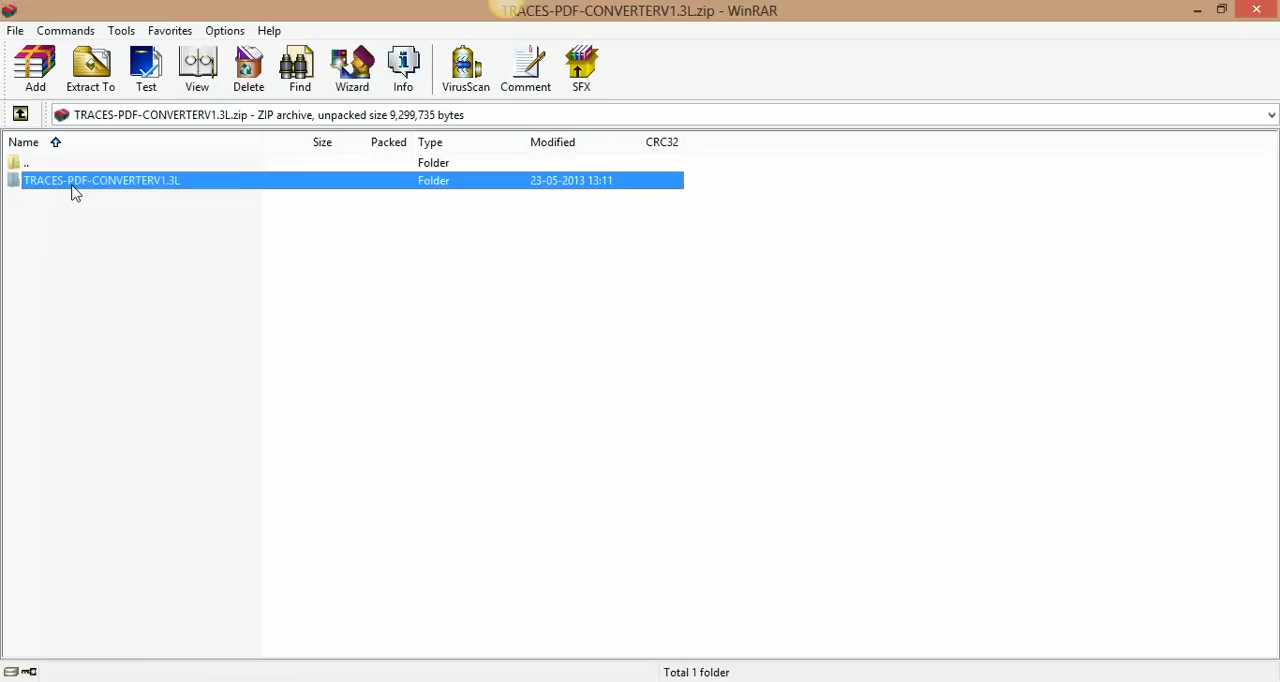 TRACES-PDF-CONVERTERV1.3L.zip - WinRAR
File Commands Tools Favorites Options Help
Add Extract To Test View Delete Find Wizard Info VirusScan Comment SFX
TRACES-PDF-CONVERTERV1.3L.zip - ZIP archive, unpacked size 9,299,735 bytes
Name Size Packed Type Modified CRC32
.. Folder
TRACES-PDF-CONVERTERV1.3L Folder 23-05-2013 13:11
Total 1 folder